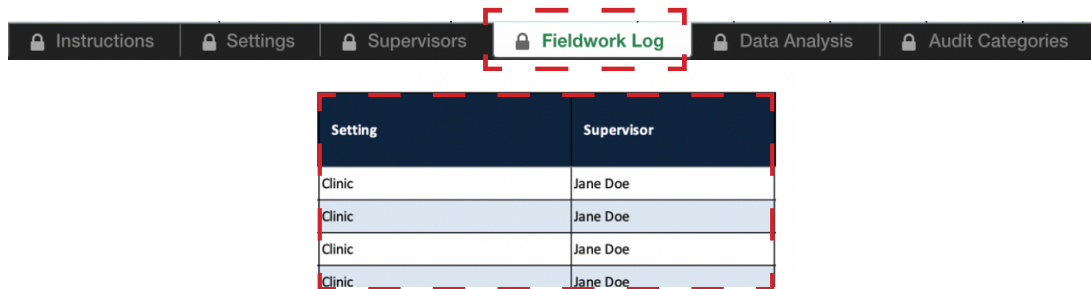 Instructions Settings Supervisors Fieldwork Log Data Analysis Audit Categories
Setting Supervisor
Clinic Jane Doe
Clinic Jane Doe
Clinic Jane Doe
Clinic Jane Doe